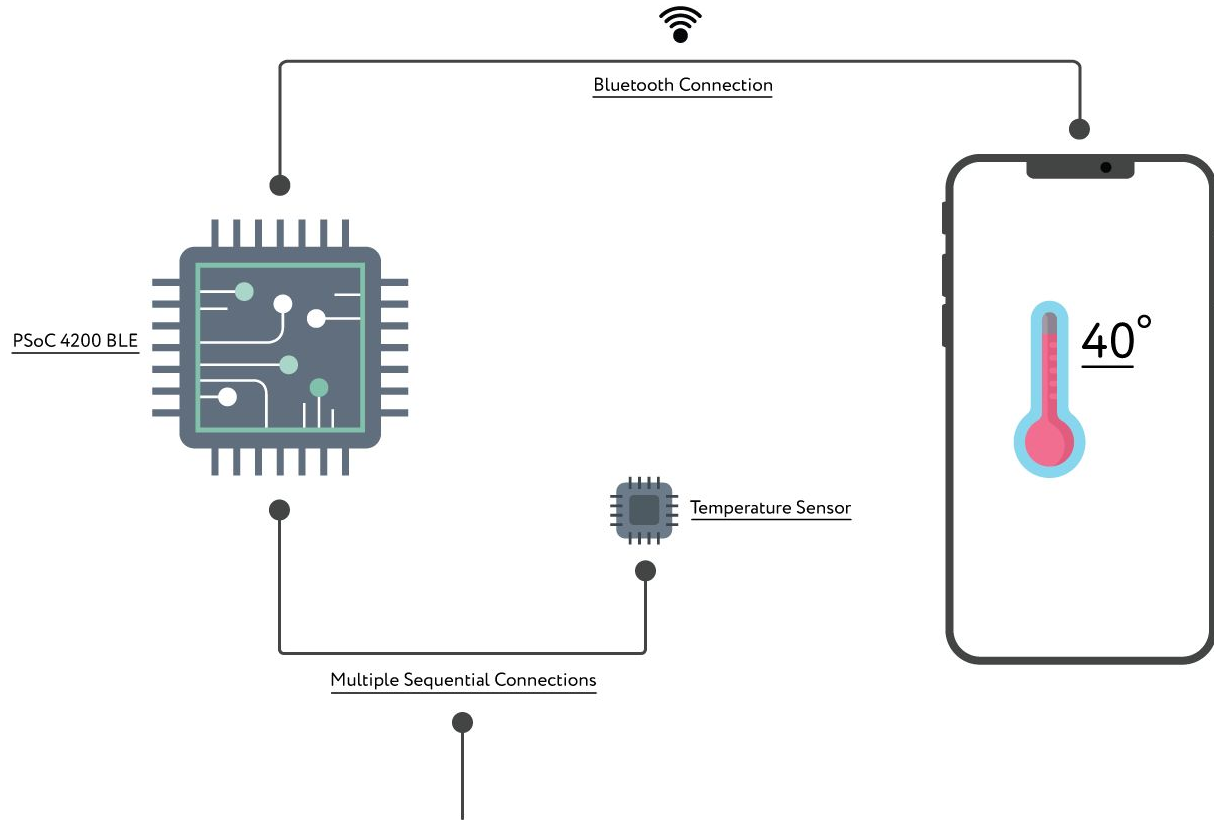 Bluetooth Connection
PSoC 4200 BLE
40°
Temperature Sensor
Multiple Sequential Connections